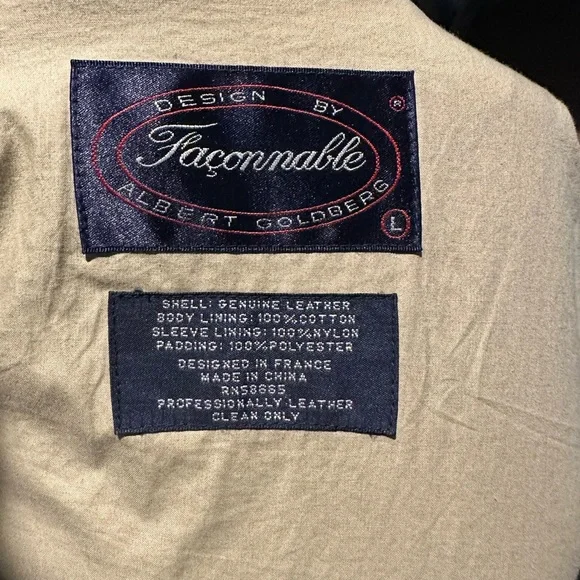 DESIGN BY
®
Façonnable
ALBERT GOLDBERG
L
SHELL: GENUINE LEATHER
BODY LINING: 100%COTTON
SLEEVE LINING: 100%NYLON
PADDING: 100%POLYESTER
DESIGNED IN FRANCE
MADE IN CHINA
RN58665
PROFESSIONALLY LEATHER
CLEAN ONLY